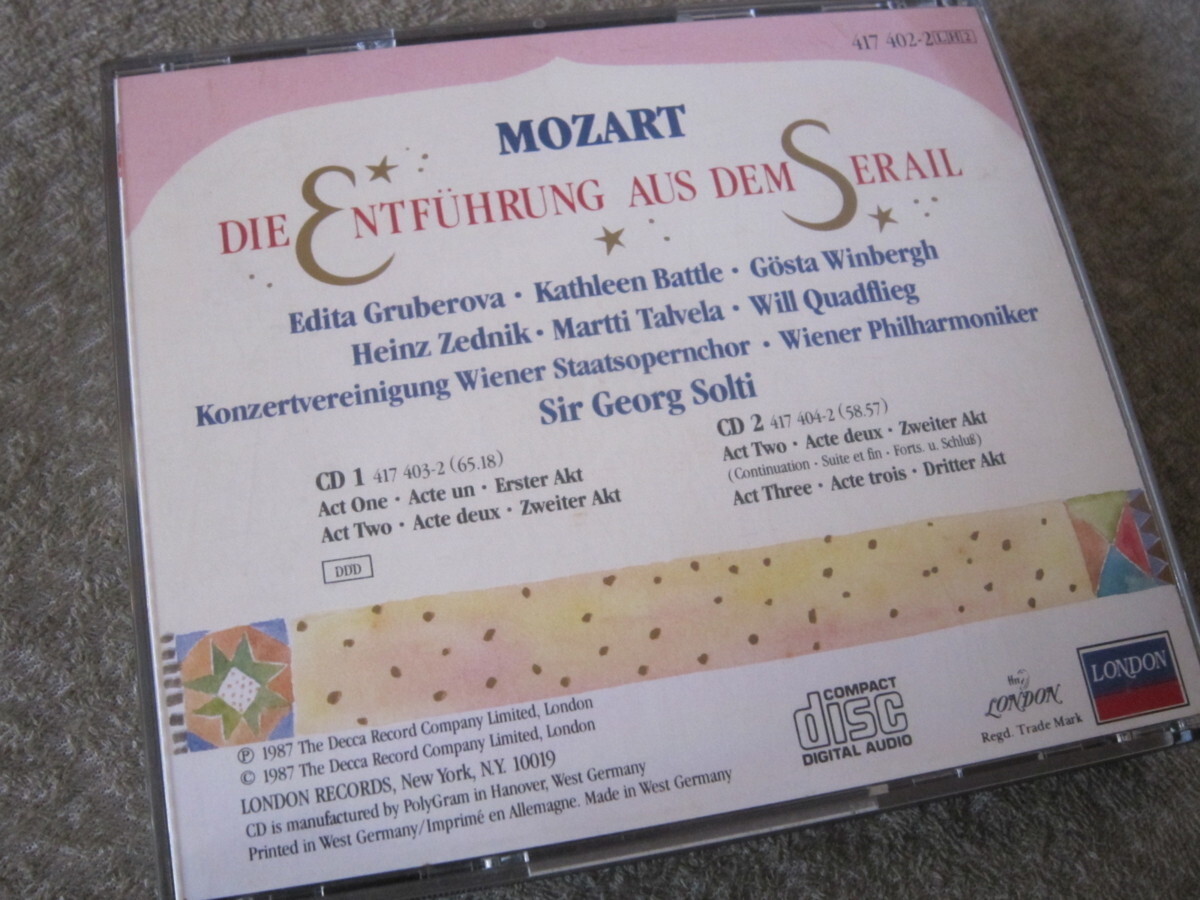 417 402-2 LH2
MOZART
DIE ENTFÜHRUNG AUS DEM SERAIL
Edita Gruberova · Kathleen Battle · Gösta Winbergh
Heinz Zednik · Martti Talvela · Will Quadflieg
Konzertvereinigung Wiener Staatsopernchor · Wiener Philharmoniker
Sir Georg Solti
CD 1 417 403-2 (65.18)
Act One · Acte un · Erster Akt
Act Two · Acte deux · Zweiter Akt
DDD
CD 2 417 404-2 (58.57)
Act Two · Acte deux · Zweiter Akt
(Continuation · Suite et fin · Forts. u. Schluß)
Act Three · Acte trois · Dritter Akt
℗ 1987 The Decca Record Company Limited, London
© 1987 The Decca Record Company Limited, London
LONDON RECORDS, New York, N.Y. 10019
CD is manufactured by PolyGram in Hanover, West Germany
Printed in West Germany/Imprimé en Allemagne. Made in West Germany
COMPACT
disc
DIGITAL AUDIO
LONDON
Regd. Trade Mark
LONDON